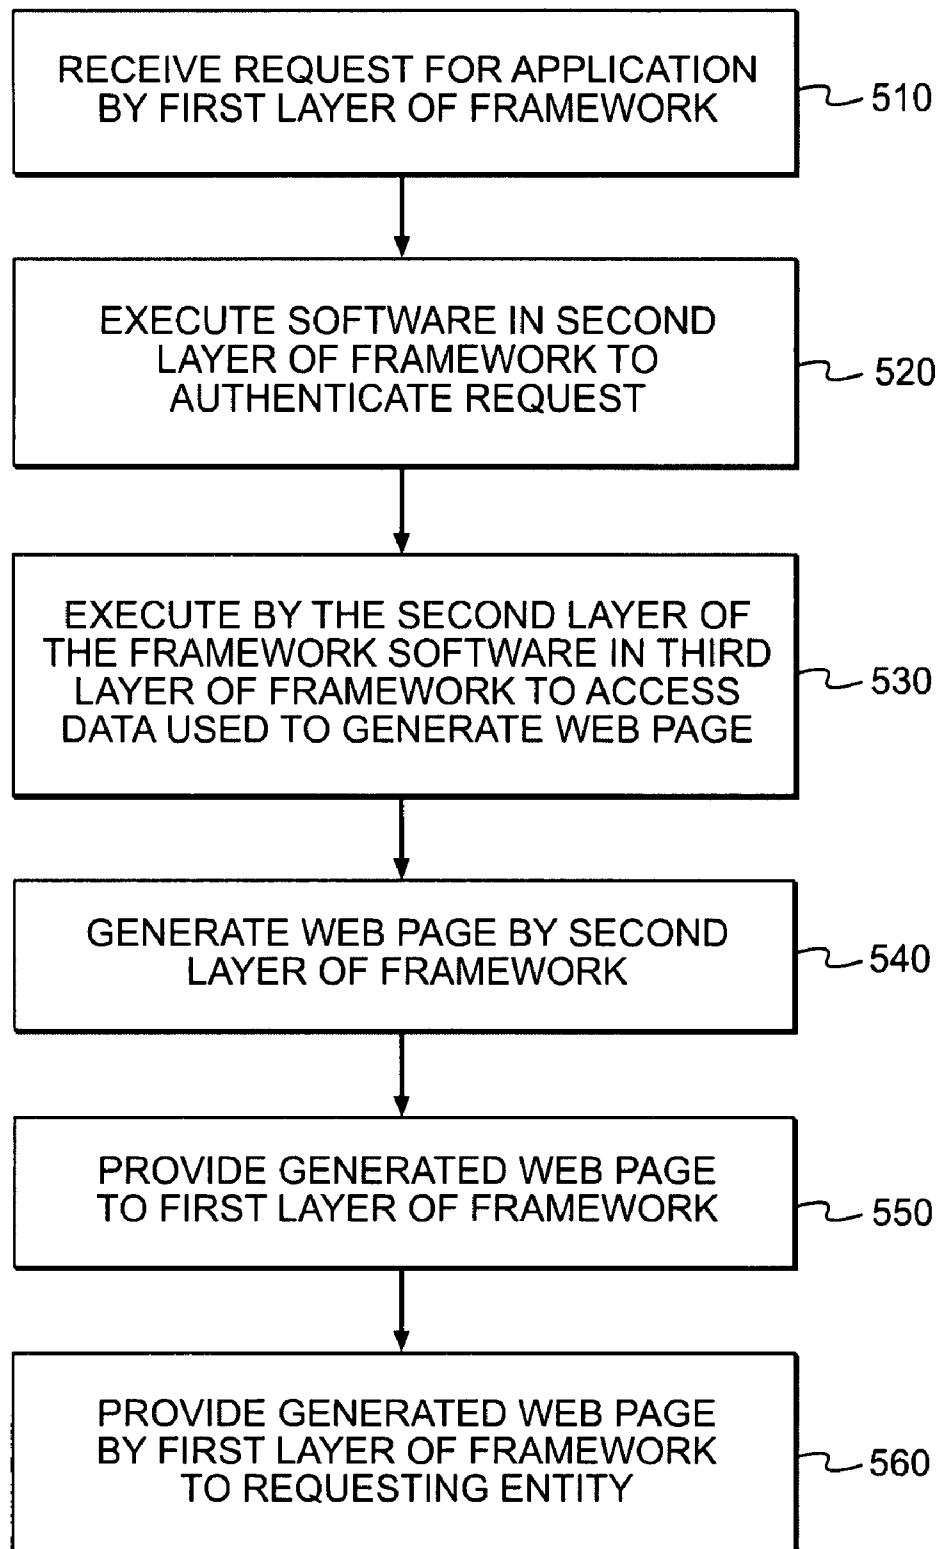 RECEIVE REQUEST FOR APPLICATION
BY FIRST LAYER OF FRAMEWORK
510
EXECUTE SOFTWARE IN SECOND
LAYER OF FRAMEWORK TO
AUTHENTICATE REQUEST
520
EXECUTE BY THE SECOND LAYER OF
THE FRAMEWORK SOFTWARE IN THIRD
LAYER OF FRAMEWORK TO ACCESS
DATA USED TO GENERATE WEB PAGE
530
GENERATE WEB PAGE BY SECOND
LAYER OF FRAMEWORK
540
PROVIDE GENERATED WEB PAGE
TO FIRST LAYER OF FRAMEWORK
550
PROVIDE GENERATED WEB PAGE
BY FIRST LAYER OF FRAMEWORK
TO REQUESTING ENTITY
560